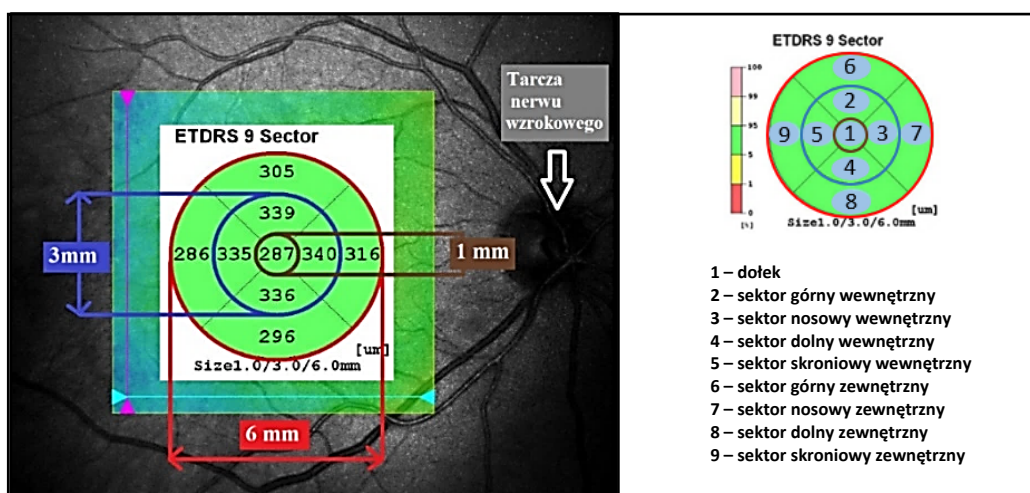 Tarcza
nerwu
wzrokowego
ETDRS 9 Sector
305
339
286 335 287 340 316
336
296
[um]
Size1.0/3.0/6.0mm
3mm
1 mm
6 mm
ETDRS 9 Sector
100
99
95
5
1
0
[%]
6
2
9 5 1 3 7
4
8
[um]
Size1.0/3.0/6.0mm
1 – dołek
2 – sektor górny wewnętrzny
3 – sektor nosowy wewnętrzny
4 – sektor dolny wewnętrzny
5 – sektor skroniowy wewnętrzny
6 – sektor górny zewnętrzny
7 – sektor nosowy zewnętrzny
8 – sektor dolny zewnętrzny
9 – sektor skroniowy zewnętrzny